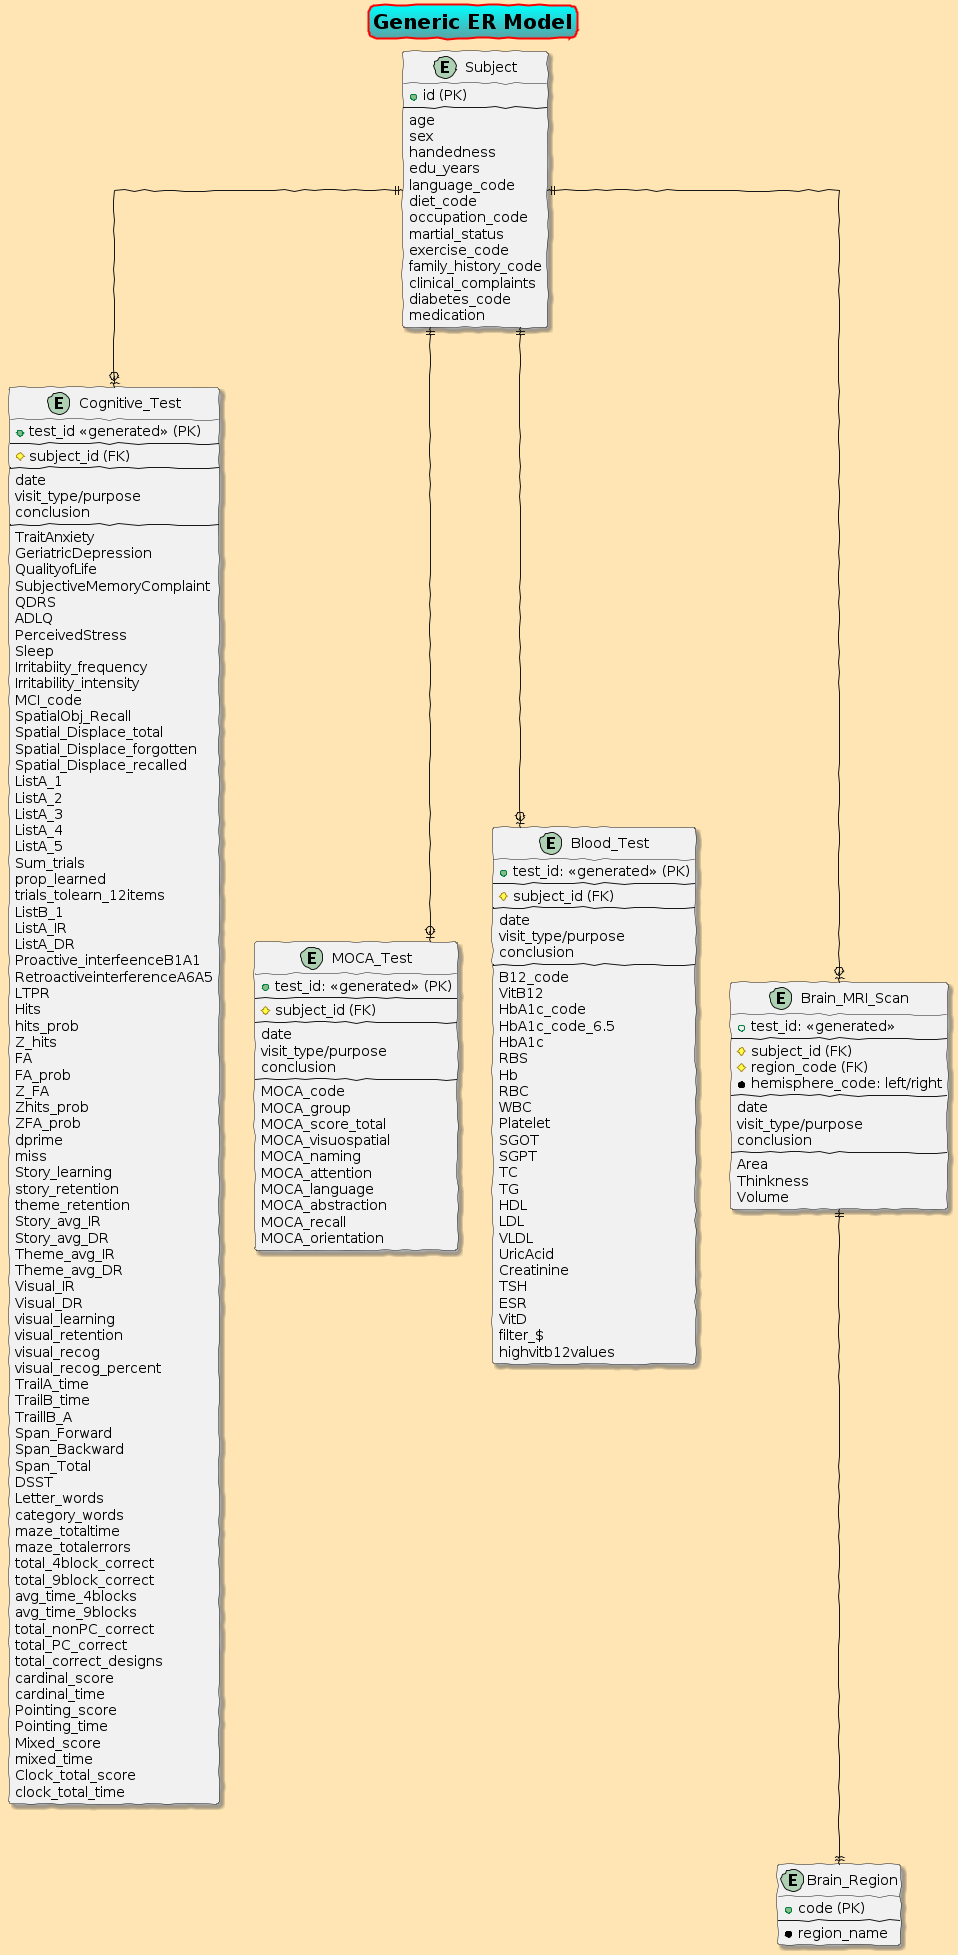 Generic ER Model
E Subject
id (PK)
age
sex
handedness
edu_years
language_code
diet_code
occupation_code
martial_status
exercise_code
family_history_code
clinical_complaints
diabetes_code
medication
E Cognitive_Test
test_id «generated» (PK)
subject_id (FK)
date
visit_type/purpose
conclusion
TraitAnxiety
GeriatricDepression
QualityofLife
SubjectiveMemoryComplaint
QDRS
ADLQ
PerceivedStress
Sleep
Irritabiity_frequency
Irritability_intensity
MCI_code
SpatialObj_Recall
Spatial_Displace_total
Spatial_Displace_forgotten
Spatial_Displace_recalled
ListA_1
ListA_2
ListA_3
ListA_4
ListA_5
Sum_trials
prop_learned
trials_tolearn_12items
ListB_1
ListA_IR
ListA_DR
Proactive_interfeenceB1A1
RetroactiveinterferenceA6A5
LTPR
Hits
hits_prob
Z_hits
FA
FA_prob
Z_FA
Zhits_prob
ZFA_prob
dprime
miss
Story_learning
story_retention
theme_retention
Story_avg_IR
Story_avg_DR
Theme_avg_IR
Theme_avg_DR
Visual_IR
Visual_DR
visual_learning
visual_retention
visual_recog
visual_recog_percent
TrailA_time
TrailB_time
TraillB_A
Span_Forward
Span_Backward
Span_Total
DSST
Letter_words
category_words
maze_totaltime
maze_totalerrors
total_4block_correct
total_9block_correct
avg_time_4blocks
avg_time_9blocks
total_nonPC_correct
total_PC_correct
total_correct_designs
cardinal_score
cardinal_time
Pointing_score
Pointing_time
Mixed_score
mixed_time
Clock_total_score
clock_total_time
E MOCA_Test
test_id: «generated» (PK)
subject_id (FK)
date
visit_type/purpose
conclusion
MOCA_code
MOCA_group
MOCA_score_total
MOCA_visuospatial
MOCA_naming
MOCA_attention
MOCA_language
MOCA_abstraction
MOCA_recall
MOCA_orientation
E Blood_Test
test_id: «generated» (PK)
subject_id (FK)
date
visit_type/purpose
conclusion
B12_code
VitB12
HbA1c_code
HbA1c_code_6.5
HbA1c
RBS
Hb
RBC
WBC
Platelet
SGOT
SGPT
TC
TG
HDL
LDL
VLDL
UricAcid
Creatinine
TSH
ESR
VitD
filter_$
highvitb12values
E Brain_MRI_Scan
test_id: «generated»
subject_id (FK)
region_code (FK)
hemisphere_code: left/right
date
visit_type/purpose
conclusion
Area
Thinkness
Volume
E Brain_Region
code (PK)
region_name